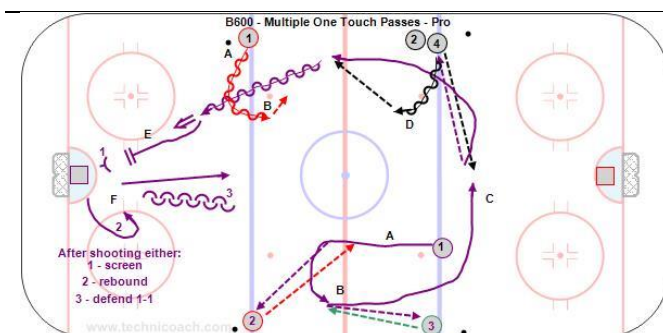 B600 - Multiple One Touch Passes - Pro
1
2
4
A
B
D
E
1
3
F
C
2
A
1
After shooting either:
1 - screen
B
2 - rebound
3 - defend 1-1
2
3
www.technicoach.com